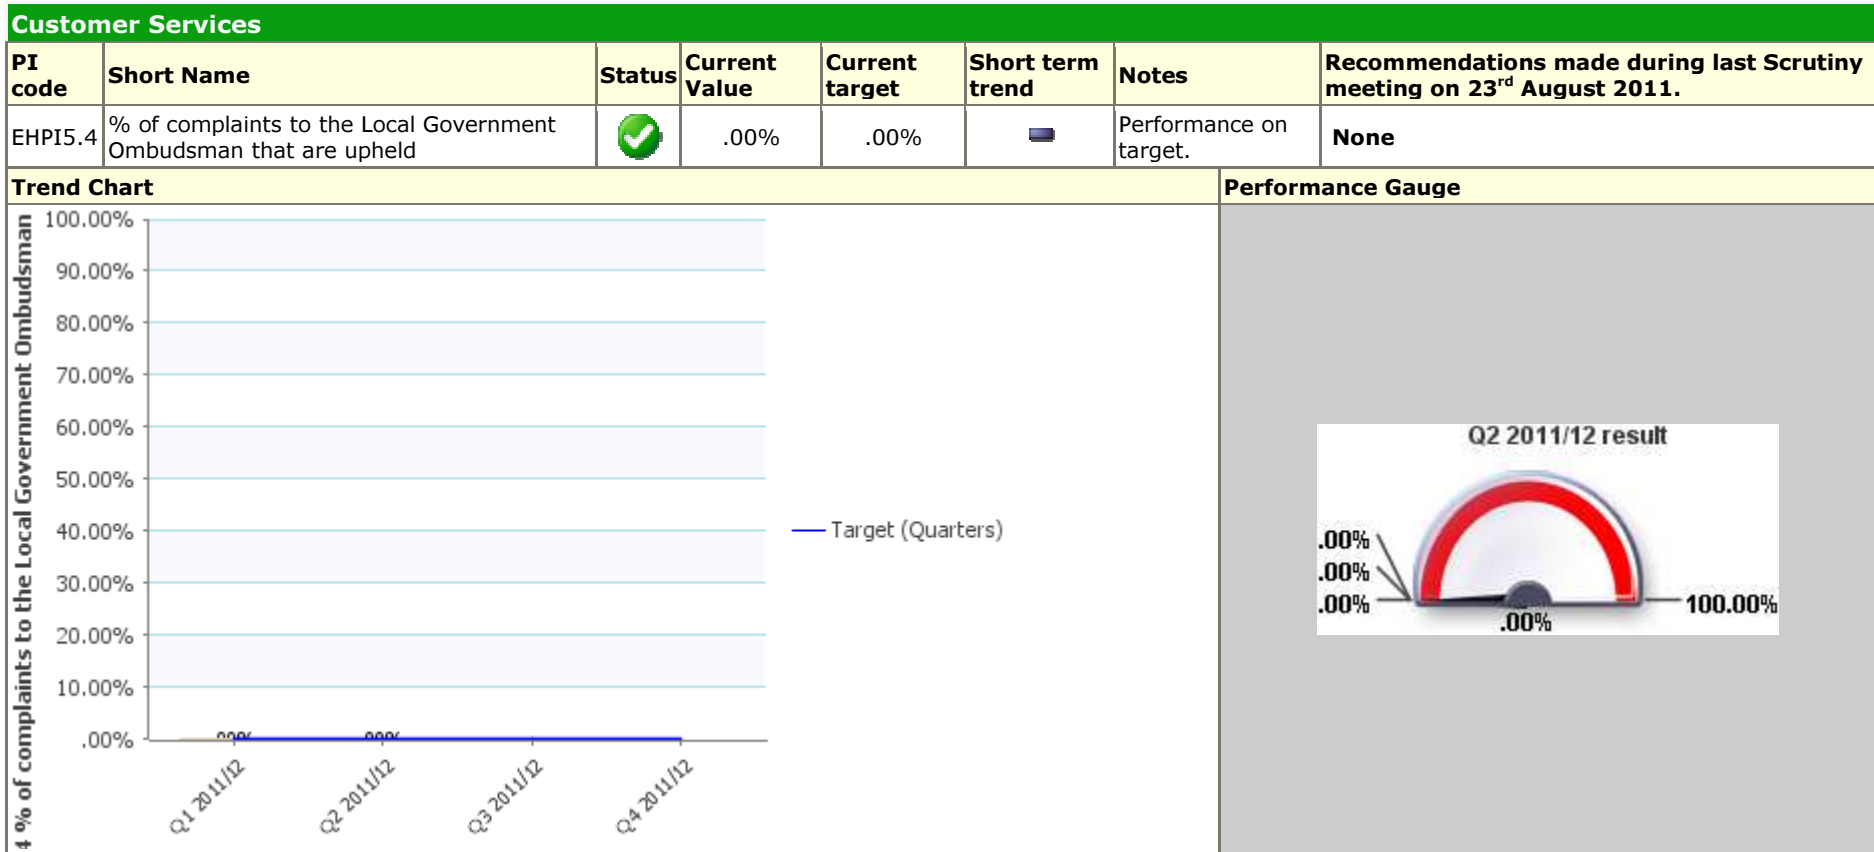 Customer Services
PI code
Short Name
Status
Current Value
Current target
Short term trend
Notes
Recommendations made during last Scrutiny meeting on 23rd August 2011.
EHPI5.4
% of complaints to the Local Government Ombudsman that are upheld
.00%
.00%
Performance on target.
None
Trend Chart
Performance Gauge
4 % of complaints to the Local Government Ombudsman
100.00%
90.00%
80.00%
70.00%
60.00%
50.00%
40.00%
30.00%
20.00%
10.00%
.00%
Q1 2011/12
Q2 2011/12
Q3 2011/12
Q4 2011/12
Target (Quarters)
Q2 2011/12 result
.00%
.00%
.00%
.00%
100.00%